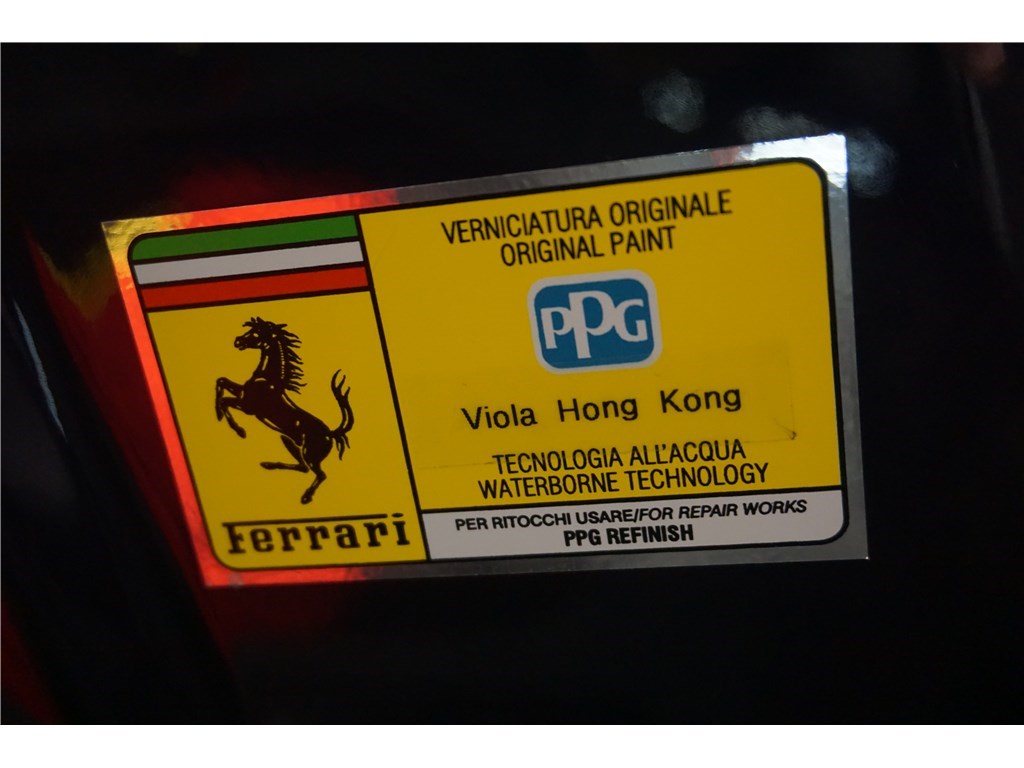 VERNICIATURA ORIGINALE
ORIGINAL PAINT
PPG
Viola Hong Kong
TECNOLOGIA ALL'ACQUA
WATERBORNE TECHNOLOGY
PER RITOCCHI USARE/FOR REPAIR WORKS
PPG REFINISH
Ferrari